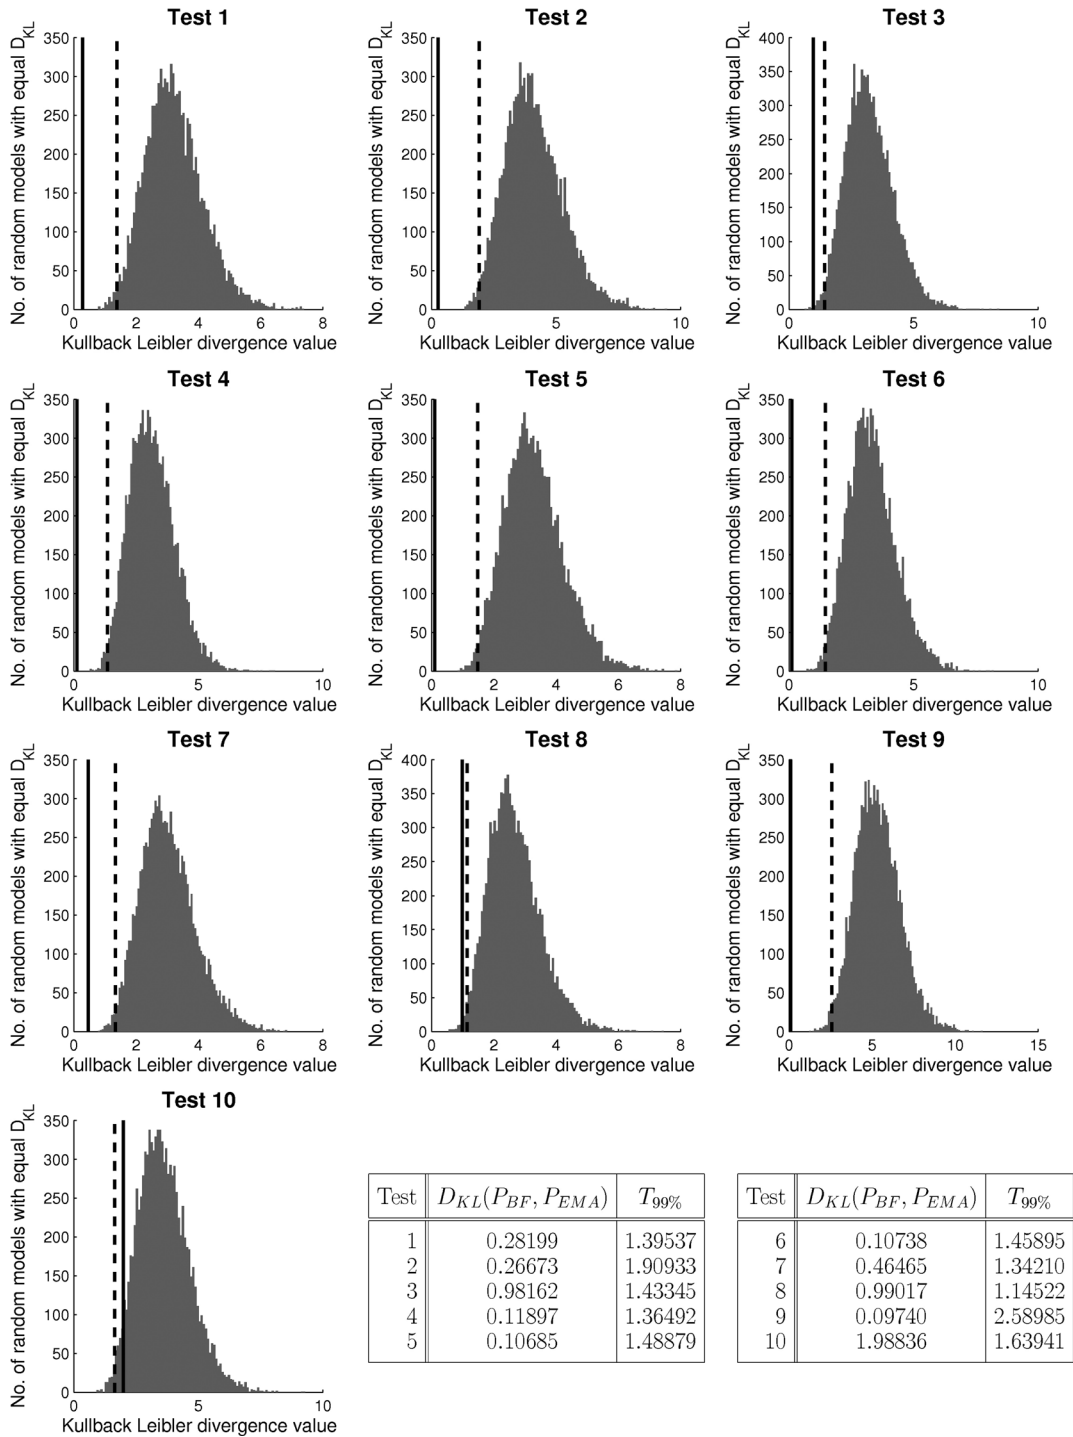 Test 1
No. of random models with equal D_KL
350
300
250
200
150
100
50
0
0 2 4 6 8
Kullback Leibler divergence value
Test 2
No. of random models with equal D_KL
350
300
250
200
150
100
50
0
0 5 10
Kullback Leibler divergence value
Test 3
No. of random models with equal D_KL
400
350
300
250
200
150
100
50
0
0 5 10
Kullback Leibler divergence value
Test 4
No. of random models with equal D_KL
350
300
250
200
150
100
50
0
0 5 10
Kullback Leibler divergence value
Test 5
No. of random models with equal D_KL
350
300
250
200
150
100
50
0
0 2 4 6 8
Kullback Leibler divergence value
Test 6
No. of random models with equal D_KL
350
300
250
200
150
100
50
0
0 5 10
Kullback Leibler divergence value
Test 7
No. of random models with equal D_KL
350
300
250
200
150
100
50
0
0 2 4 6 8
Kullback Leibler divergence value
Test 8
No. of random models with equal D_KL
400
350
300
250
200
150
100
50
0
0 2 4 6 8
Kullback Leibler divergence value
Test 9
No. of random models with equal D_KL
350
300
250
200
150
100
50
0
0 5 10 15
Kullback Leibler divergence value
Test 10
No. of random models with equal D_KL
350
300
250
200
150
100
50
0
0 5 10
Kullback Leibler divergence value
Test D_KL(P_BF, P_EMA) T_99%
1 0.28199 1.39537
2 0.26673 1.90933
3 0.98162 1.43345
4 0.11897 1.36492
5 0.10685 1.48879
Test D_KL(P_BF, P_EMA) T_99%
6 0.10738 1.45895
7 0.46465 1.34210
8 0.99017 1.14522
9 0.09740 2.58985
10 1.98836 1.63941